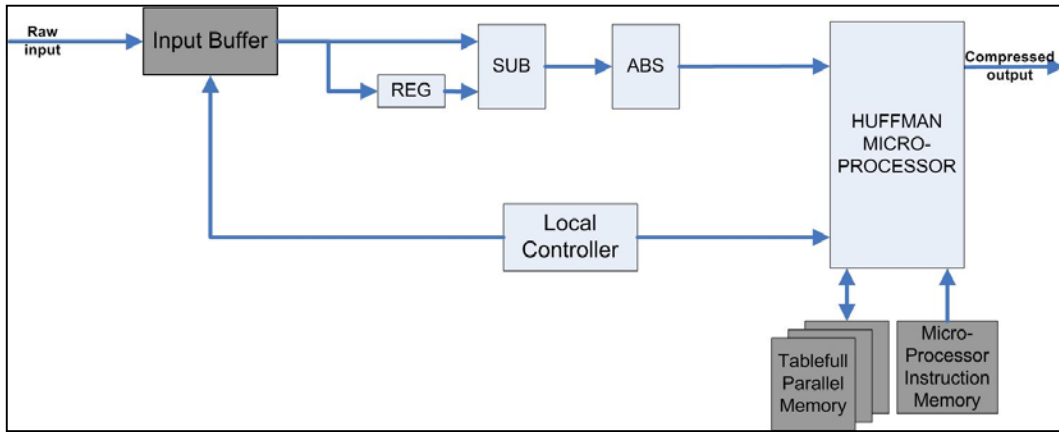 Raw
input
Input Buffer
REG
SUB
ABS
HUFFMAN
MICRO-
PROCESSOR
Compressed
output
Local
Controller
Tablefull
Parallel
Memory
Micro-
Processor
Instruction
Memory